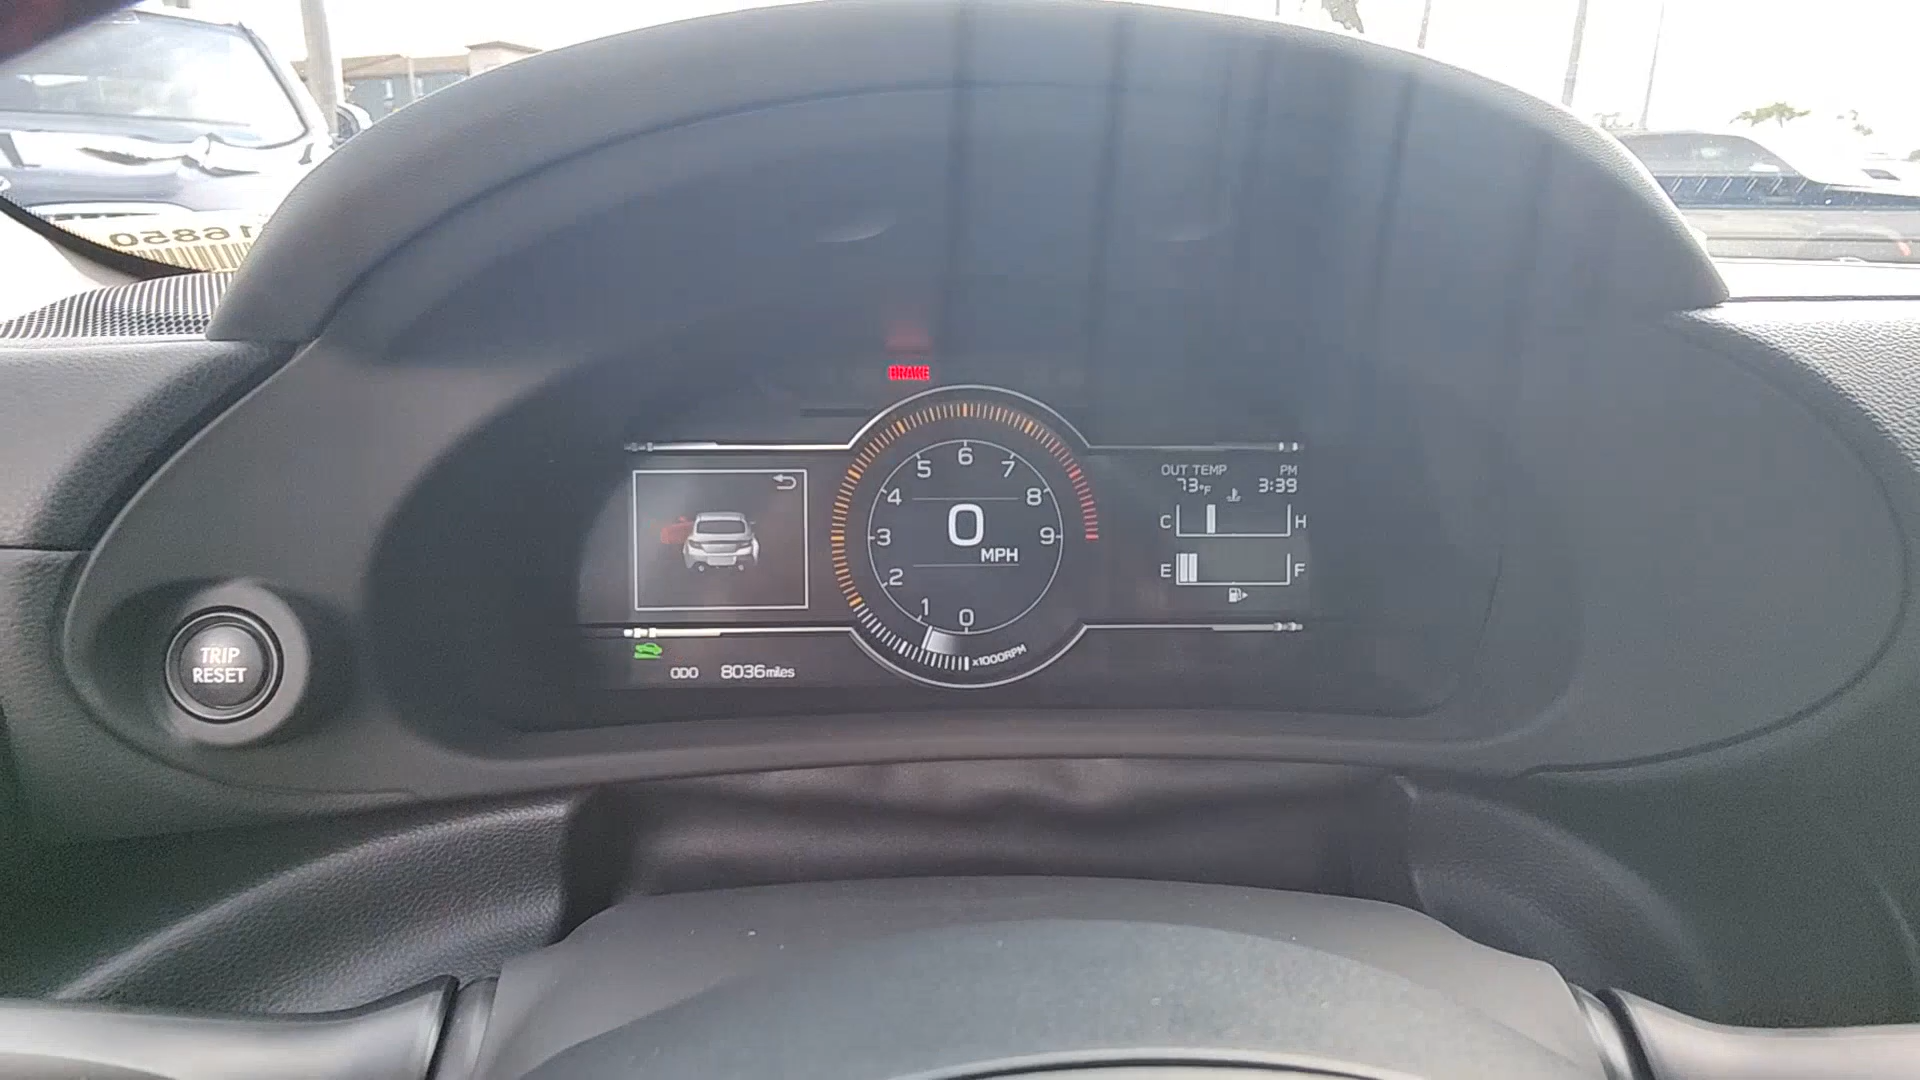 16850
BRAKE
6
5 7
4 8
3 9
2
1 0
0
MPH
x1000RPM
OUT TEMP PM
73°F 3:39
C H
E F
TRIP
RESET
ODO 8036miles